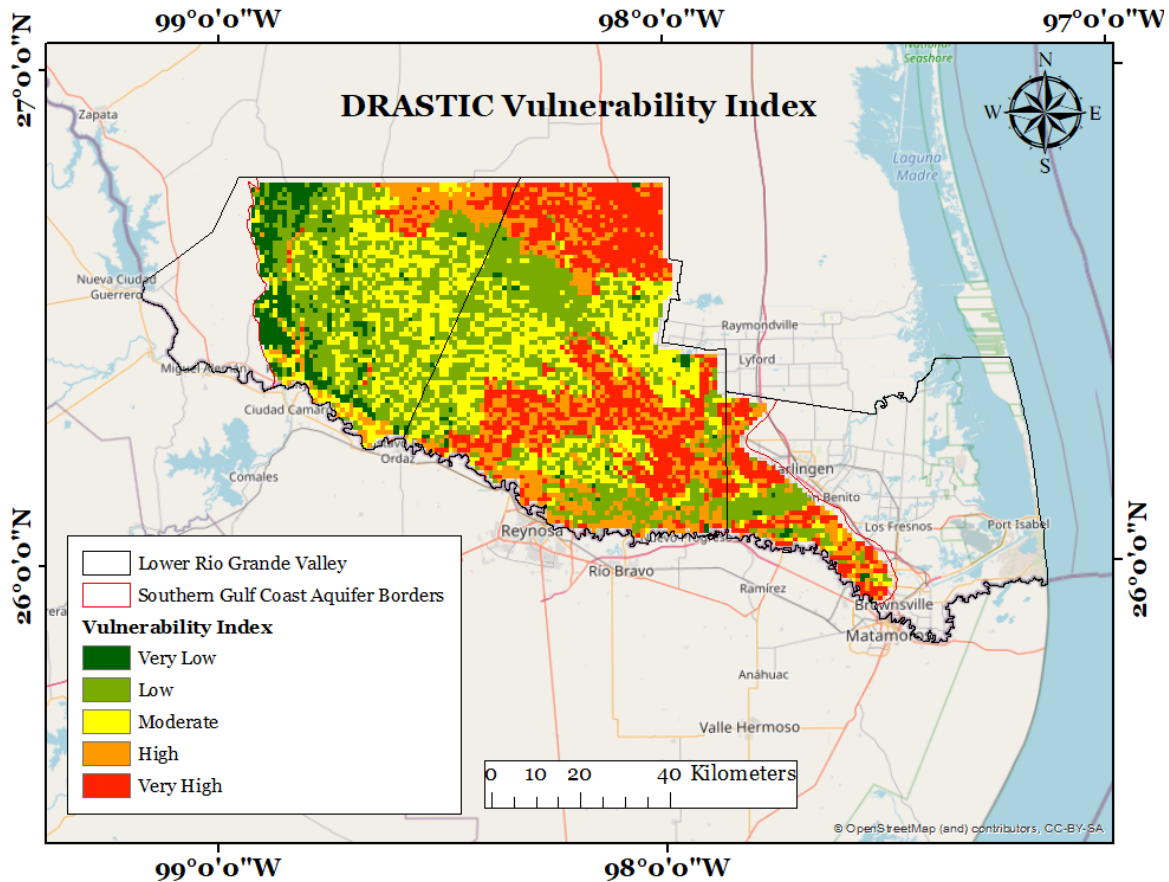 99°0'0"W 98°0'0"W 97°0'0"W
27°0'0"N
DRASTIC Vulnerability Index
N
W E
S
Seashore
Zapata
Laguna
Madre
Nueva Ciudad
Guerrero
Raymondville
Lyford
Miguel Alemán
Ciudad Camar
Ordaz
Comales
arlingen
n Benito
Los Fresnos
Port Isabel
Reynosa
Río Bravo
Ramírez
Brownsville
Matamoros
Anáhuac
Valle Hermoso
26°0'0"N 26°0'0"N
Lower Rio Grande Valley
Southern Gulf Coast Aquifer Borders
Vulnerability Index
Very Low
Low
Moderate
High
Very High
0 10 20 40 Kilometers
© OpenStreetMap (and) contributors, CC-BY-SA
99°0'0"W 98°0'0"W